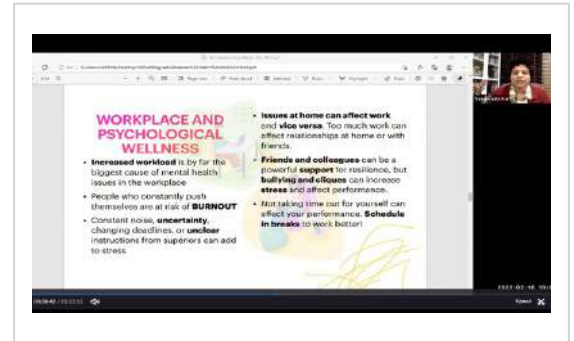 WORKPLACE AND
PSYCHOLOGICAL
WELLNESS
• Increased workload is by far the
biggest cause of mental health
issues in the workplace
• People who constantly push
themselves are at risk of BURNOUT
• Constant noise, uncertainty,
changing deadlines, or unclear
instructions from superiors can add
to stress
• Issues at home can affect work
and vice versa. Too much work can
affect relationships at home or with
friends.
• Friends and colleagues can be a
powerful support for resilience, but
bullying and cliques can increase
stress and affect performance.
• Not taking time out for yourself can
affect your performance. Schedule
in breaks to work better!
Speed